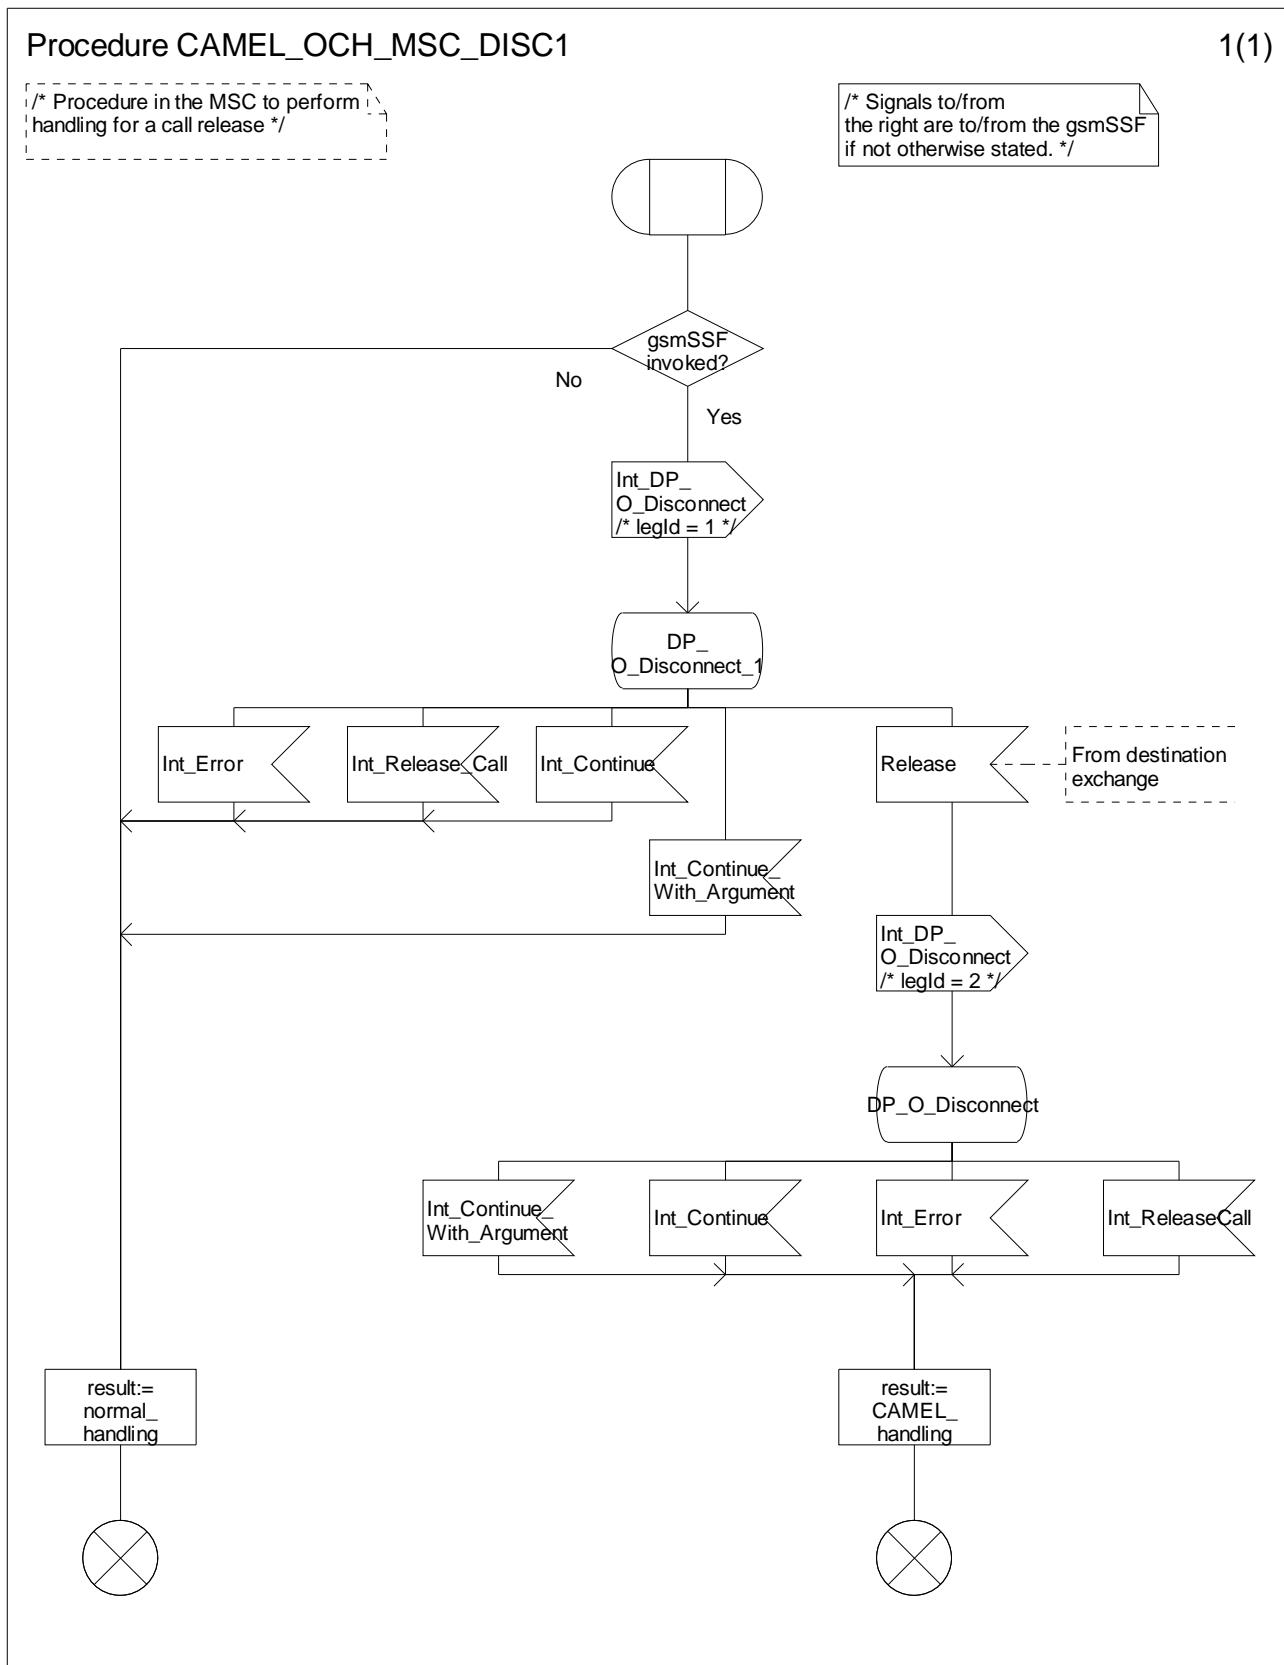 Procedure CAMEL_OCH_MSC_DISC1
1(1)
/* Procedure in the MSC to perform
handling for a call release */
/* Signals to/from
the right are to/from the gsmSSF
if not otherwise stated. */
gsmSSF
invoked?
No
Yes
Int_DP_
O_Disconnect
/* legId = 1 */
DP_
O_Disconnect_1
Int_Error
Int_Release_Call
Int_Continue
Release
From destination
exchange
Int_Continue_
With_Argument
Int_DP_
O_Disconnect
/* legId = 2 */
DP_O_Disconnect
Int_Continue_
With_Argument
Int_Continue
Int_Error
Int_ReleaseCall
result:=
normal_
handling
result:=
CAMEL_
handling